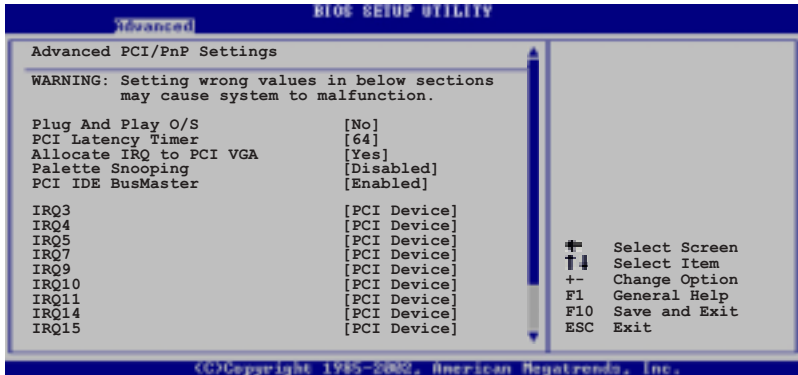 BIOS SETUP UTILITY
Advanced
Advanced PCI/PnP Settings
WARNING: Setting wrong values in below sections
may cause system to malfunction.
Plug And Play O/S [No]
PCI Latency Timer [64]
Allocate IRQ to PCI VGA [Yes]
Palette Snooping [Disabled]
PCI IDE BusMaster [Enabled]
IRQ3 [PCI Device]
IRQ4 [PCI Device]
IRQ5 [PCI Device]
IRQ7 [PCI Device]
IRQ9 [PCI Device]
IRQ10 [PCI Device]
IRQ11 [PCI Device]
IRQ14 [PCI Device]
IRQ15 [PCI Device]
Select Screen
Select Item
+- Change Option
F1 General Help
F10 Save and Exit
ESC Exit
(C)Copyright 1985-2002, American Megatrends, Inc.